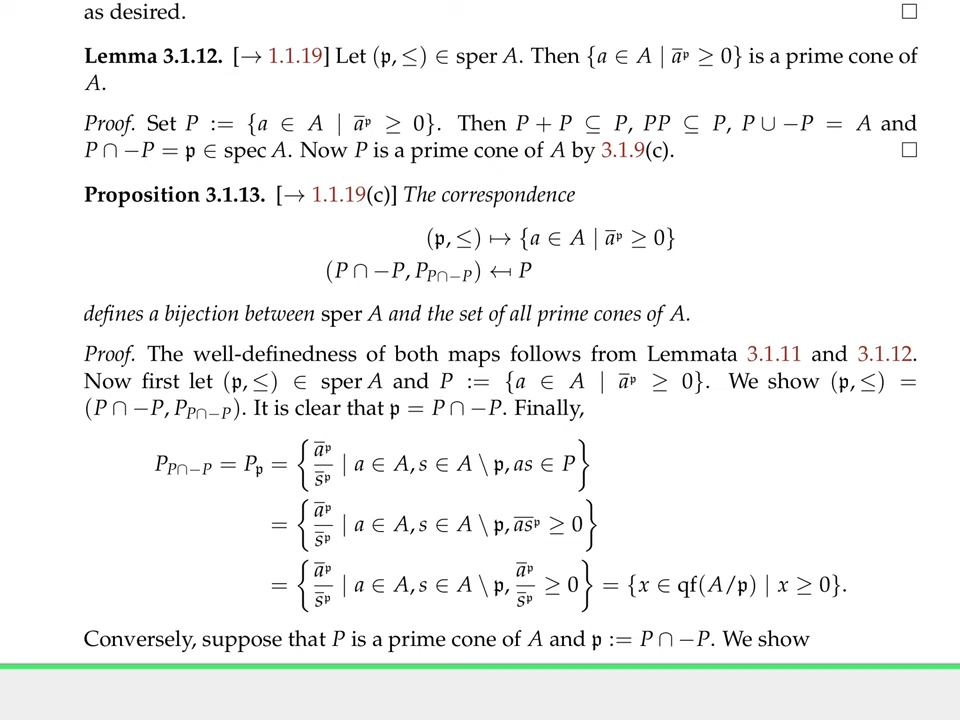 as desired. □
Lemma 3.1.12. [→ 1.1.19] Let (𝔭, ≤) ∈ sper A. Then {a ∈ A | a̅^𝔭 ≥ 0} is a prime cone of
A.
Proof. Set P := {a ∈ A | a̅^𝔭 ≥ 0}. Then P + P ⊆ P, PP ⊆ P, P ∪ −P = A and
P ∩ −P = 𝔭 ∈ spec A. Now P is a prime cone of A by 3.1.9(c). □
Proposition 3.1.13. [→ 1.1.19(c)] The correspondence
(𝔭, ≤) ↦ {a ∈ A | a̅^𝔭 ≥ 0}
(P ∩ −P, P_{P∩−P}) ↤ P
defines a bijection between sper A and the set of all prime cones of A.
Proof. The well-definedness of both maps follows from Lemmata 3.1.11 and 3.1.12.
Now first let (𝔭, ≤) ∈ sper A and P := {a ∈ A | a̅^𝔭 ≥ 0}. We show (𝔭, ≤) =
(P ∩ −P, P_{P∩−P}). It is clear that 𝔭 = P ∩ −P. Finally,
P_{P∩−P} = P_𝔭 = { a̅^𝔭 / s̅^𝔭 | a ∈ A, s ∈ A \ 𝔭, as ∈ P }
= { a̅^𝔭 / s̅^𝔭 | a ∈ A, s ∈ A \ 𝔭, a̅s̅^𝔭 ≥ 0 }
= { a̅^𝔭 / s̅^𝔭 | a ∈ A, s ∈ A \ 𝔭, a̅^𝔭 / s̅^𝔭 ≥ 0 } = {x ∈ qf(A/𝔭) | x ≥ 0}.
Conversely, suppose that P is a prime cone of A and 𝔭 := P ∩ −P. We show